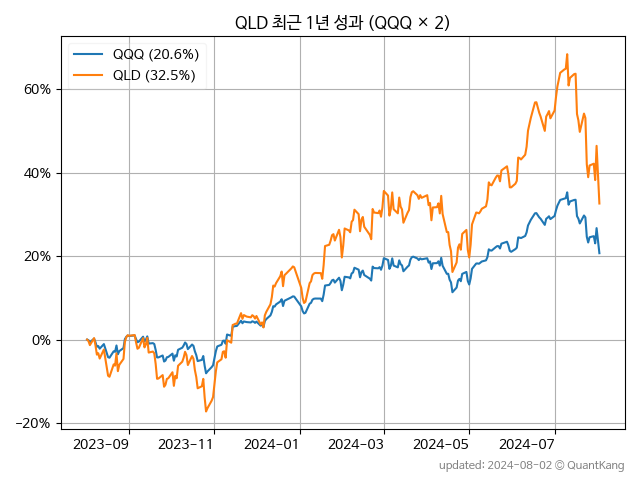 QLD 최근 1년 성과 (QQQ × 2)
QQQ (20.6%)
QLD (32.5%)
60%
40%
20%
0%
−20%
2023-09 2023-11 2024-01 2024-03 2024-05 2024-07
updated: 2024-08-02 © QuantKang